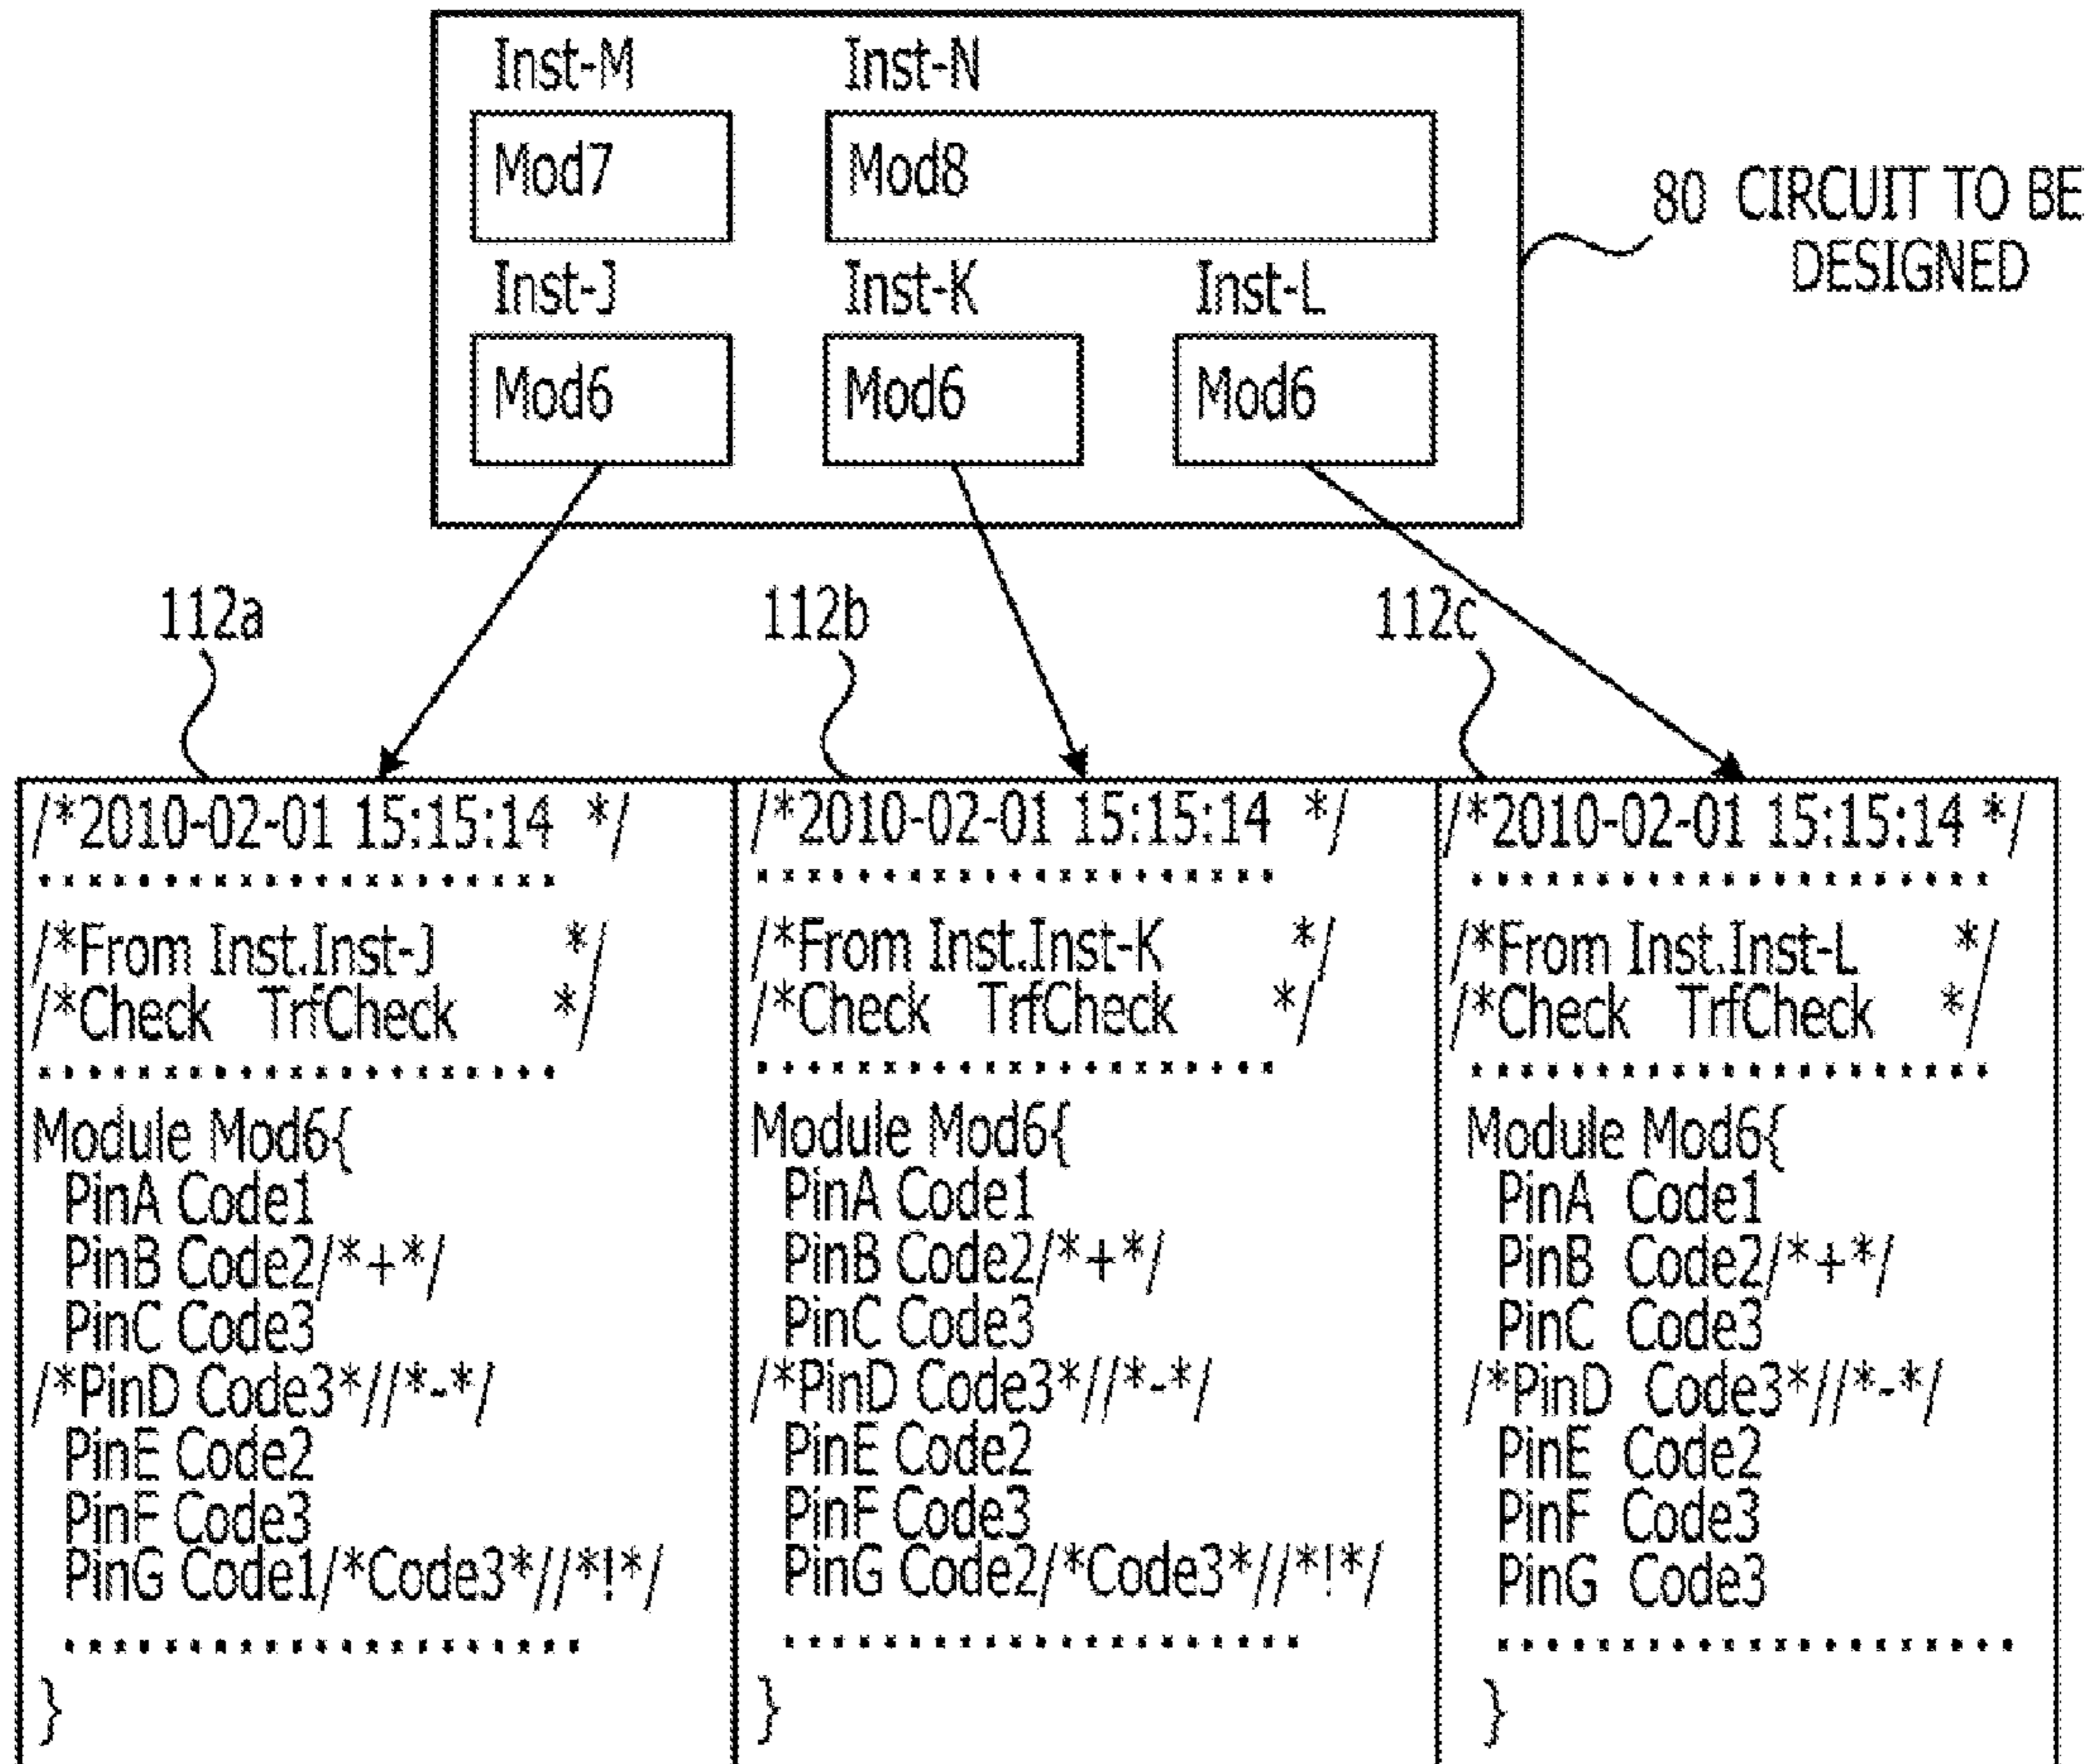 Inst-M Inst-N
Mod7 Mod8
80 CIRCUIT TO BE
DESIGNED
Inst-J Inst-K Inst-L
Mod6 Mod6 Mod6
112a 112b 112c
/*2010-02-01 15:15:14 */
/*From Inst.Inst-J */
/*Check TrfCheck */
Module Mod6{
PinA Code1
PinB Code2/*+*/
PinC Code3
/*PinD Code3*//*-*/
PinE Code2
PinF Code3
PinG Code1/*Code3*//*!*/
}
/*2010-02-01 15:15:14 */
/*From Inst.Inst-K */
/*Check TrfCheck */
Module Mod6{
PinA Code1
PinB Code2/*+*/
PinC Code3
/*PinD Code3*//*-*/
PinE Code2
PinF Code3
PinG Code2/*Code3*//*!*/
}
/*2010-02-01 15:15:14 */
/*From Inst.Inst-L */
/*Check TrfCheck */
Module Mod6{
PinA Code1
PinB Code2/*+*/
PinC Code3
/*PinD Code3*//*-*/
PinE Code2
PinF Code3
PinG Code3
}